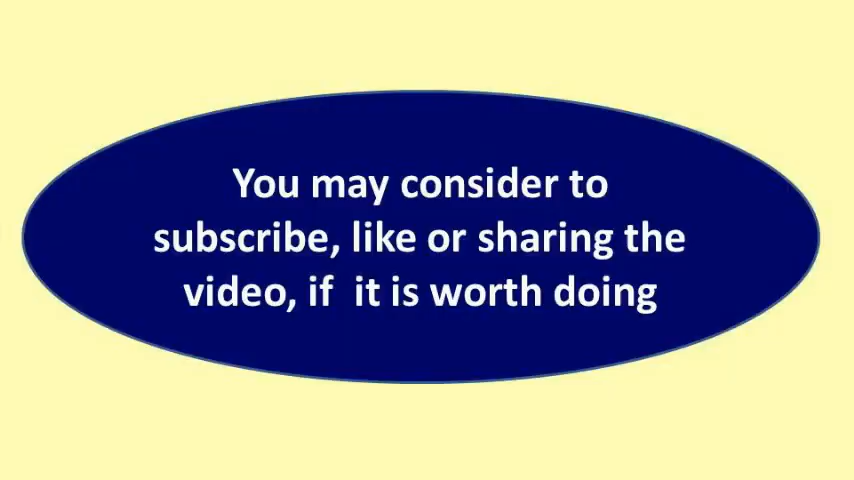 You may consider to
subscribe, like or sharing the
video, if  it is worth doing